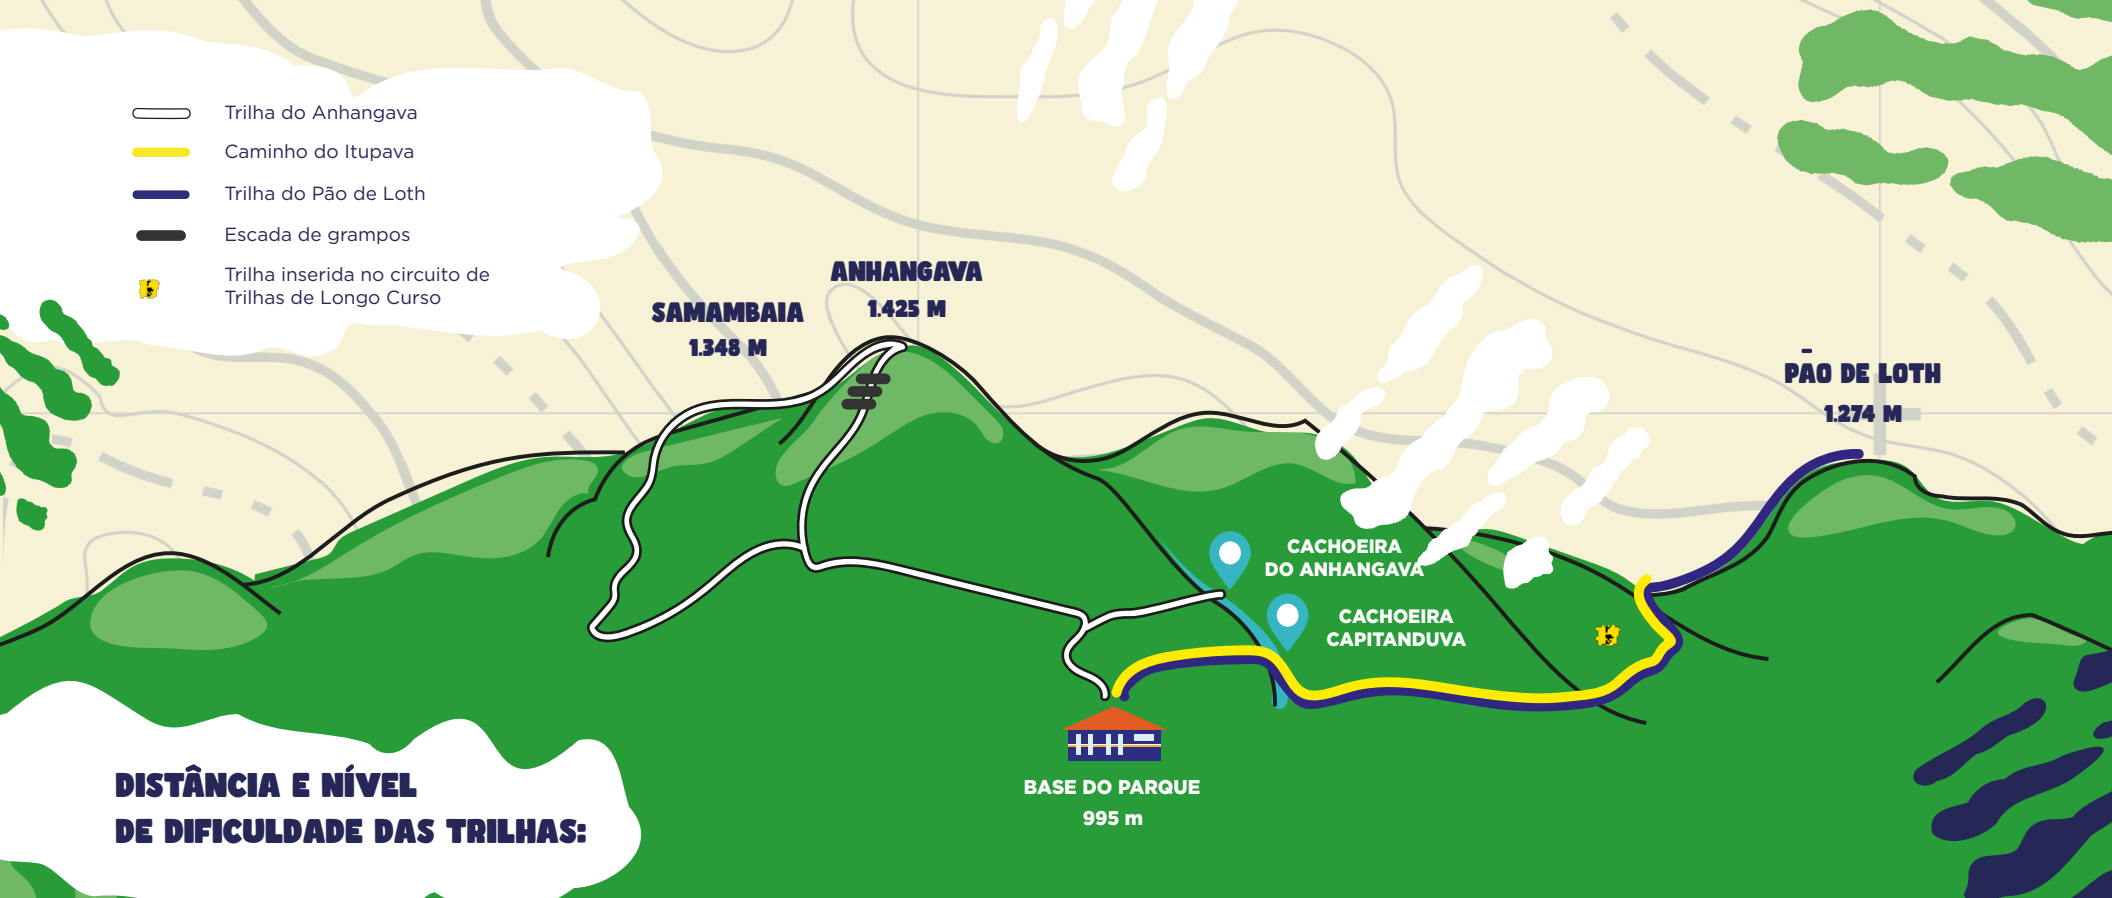 Trilha do Anhangava
Caminho do Itupava
Trilha do Pão de Loth
Escada de grampos
Trilha inserida no circuito de
Trilhas de Longo Curso
ANHANGAVA
1.425 M
SAMAMBAIA
1.348 M
PÃO DE LOTH
1.274 M
CACHOEIRA
DO ANHANGAVA
CACHOEIRA
CAPITANDUVA
BASE DO PARQUE
995 m
DISTÂNCIA E NÍVEL
DE DIFICULDADE DAS TRILHAS: